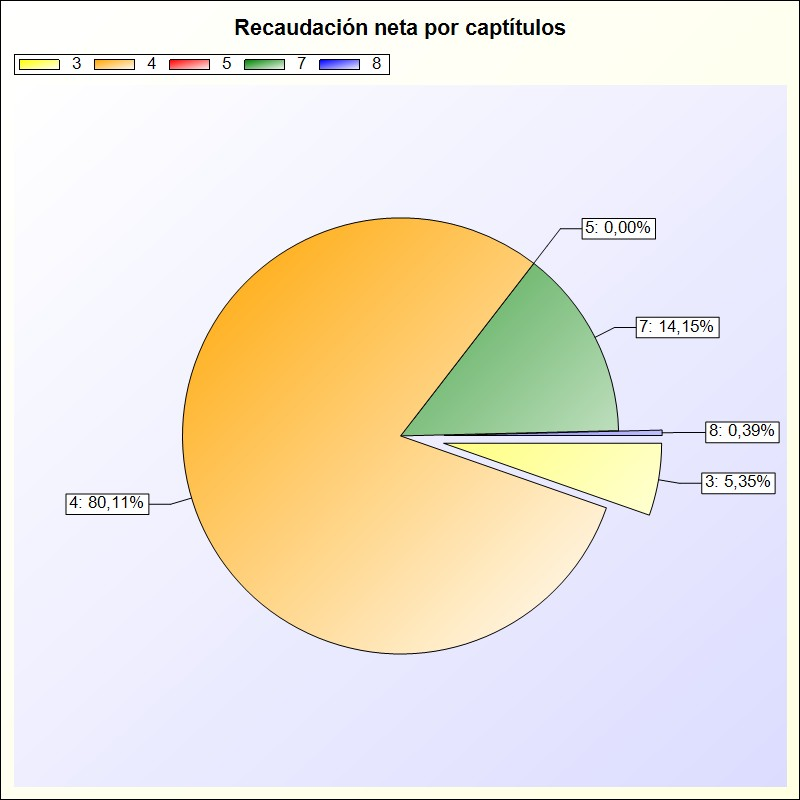 Recaudación neta por captítulos
3 4 5 7 8
5: 0,00%
7: 14,15%
8: 0,39%
3: 5,35%
4: 80,11%